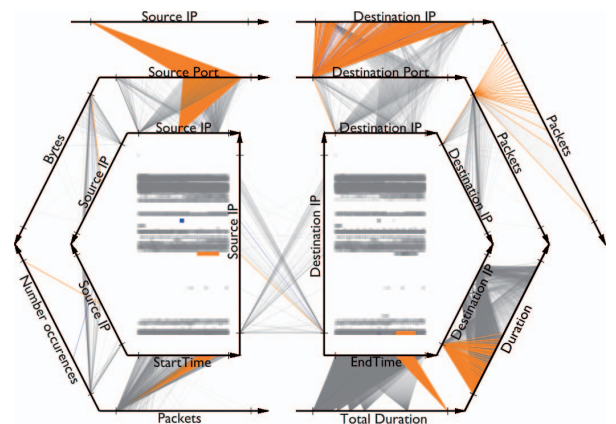 Source IP
Destination IP
Source Port
Destination Port
Source IP
Destination IP
Bytes
Packets
Packets
Source IP
Destination IP
Source IP
Destination IP
Source IP
Destination IP
Number occurences
Duration
StartTime
EndTime
Packets
Total Duration